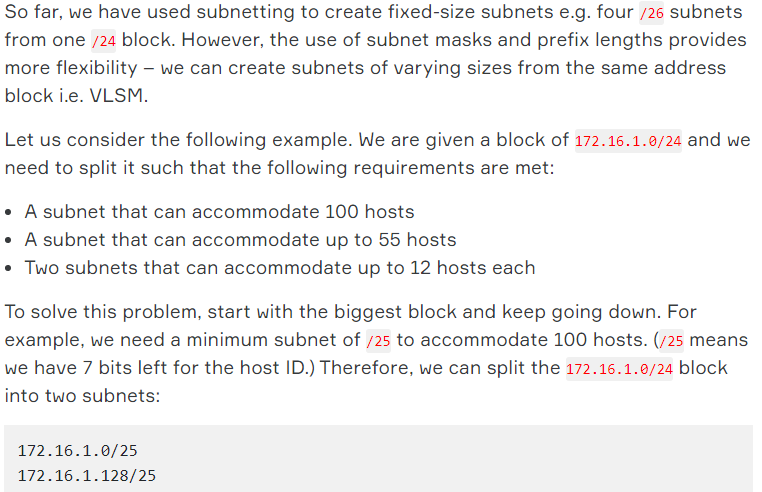 So far, we have used subnetting to create fixed-size subnets e.g. four /26 subnets
from one /24 block. However, the use of subnet masks and prefix lengths provides
more flexibility – we can create subnets of varying sizes from the same address
block i.e. VLSM.
Let us consider the following example. We are given a block of 172.16.1.0/24 and we
need to split it such that the following requirements are met:
• A subnet that can accommodate 100 hosts
• A subnet that can accommodate up to 55 hosts
• Two subnets that can accommodate up to 12 hosts each
To solve this problem, start with the biggest block and keep going down. For
example, we need a minimum subnet of /25 to accommodate 100 hosts. (/25 means
we have 7 bits left for the host ID.) Therefore, we can split the 172.16.1.0/24 block
into two subnets:
172.16.1.0/25
172.16.1.128/25